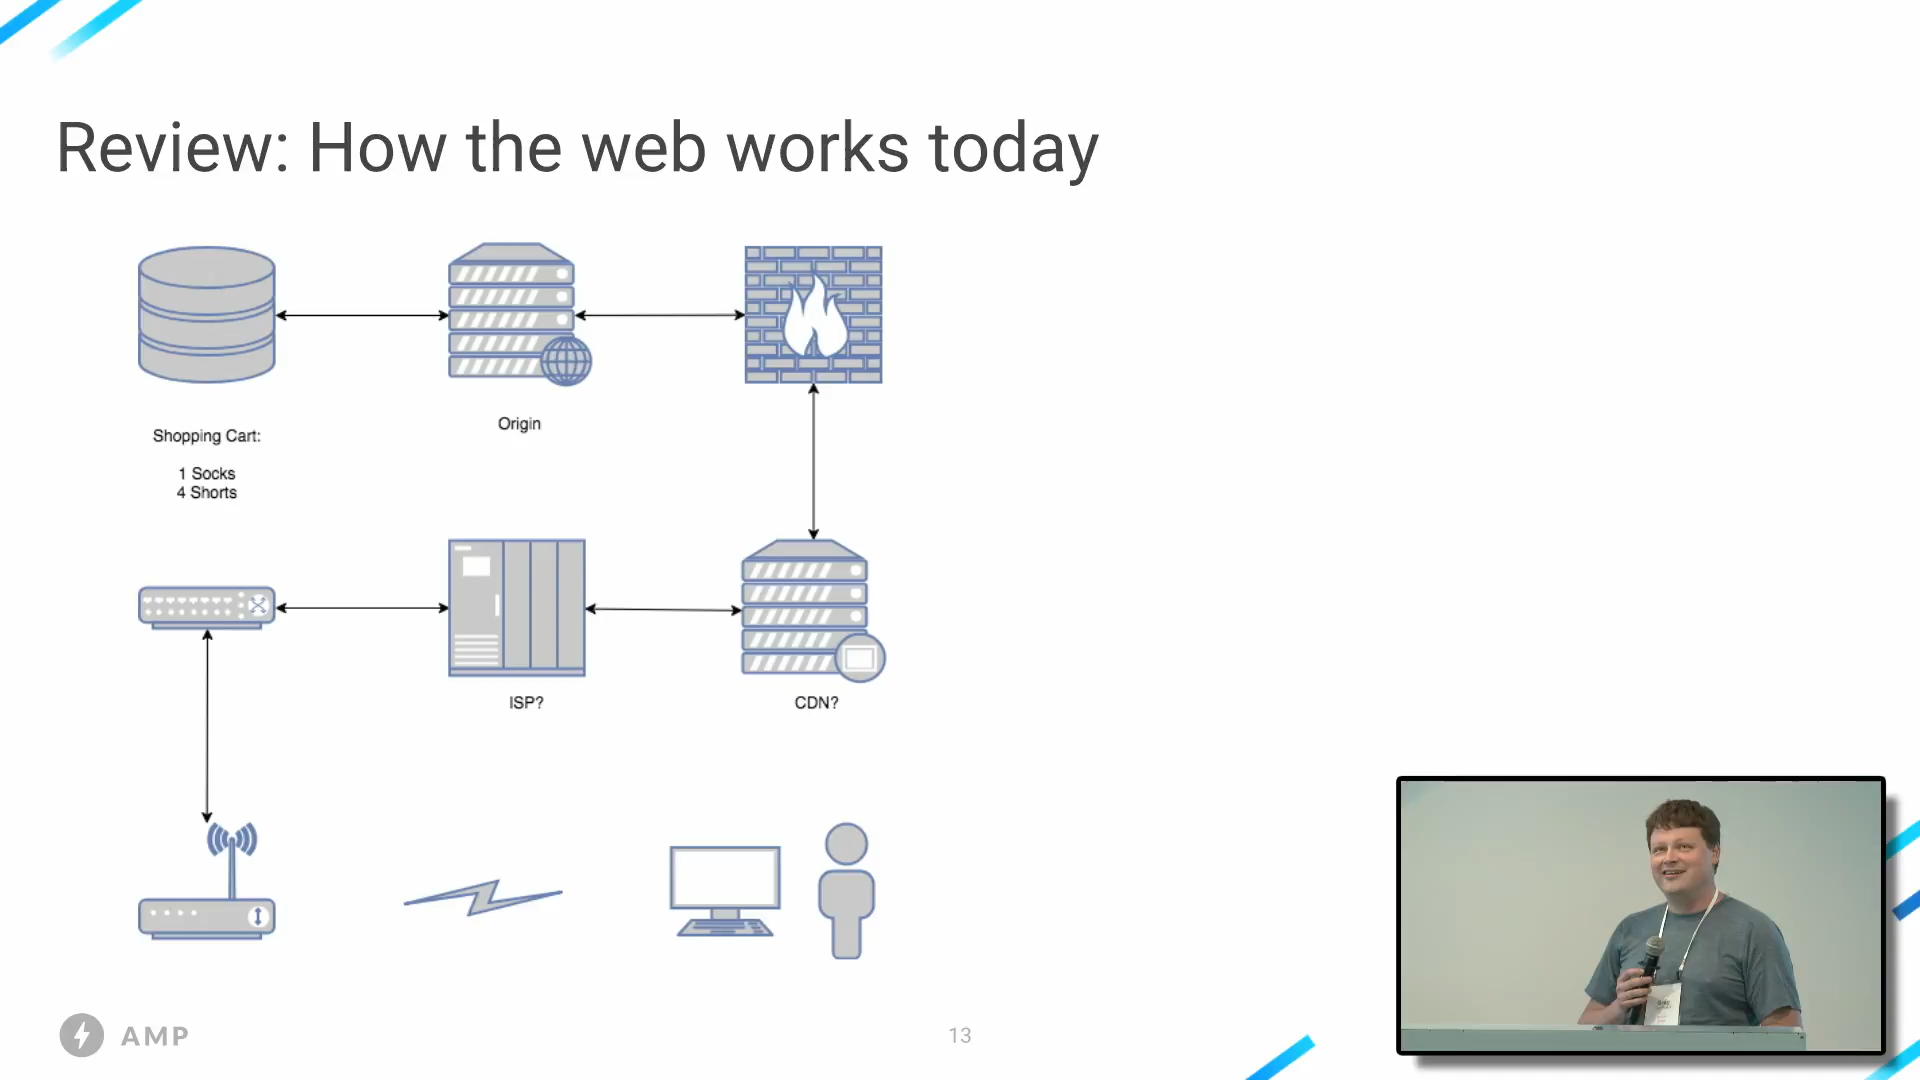 Review: How the web works today
Shopping Cart:
1 Socks
4 Shorts
Origin
ISP?
CDN?
AMP
13